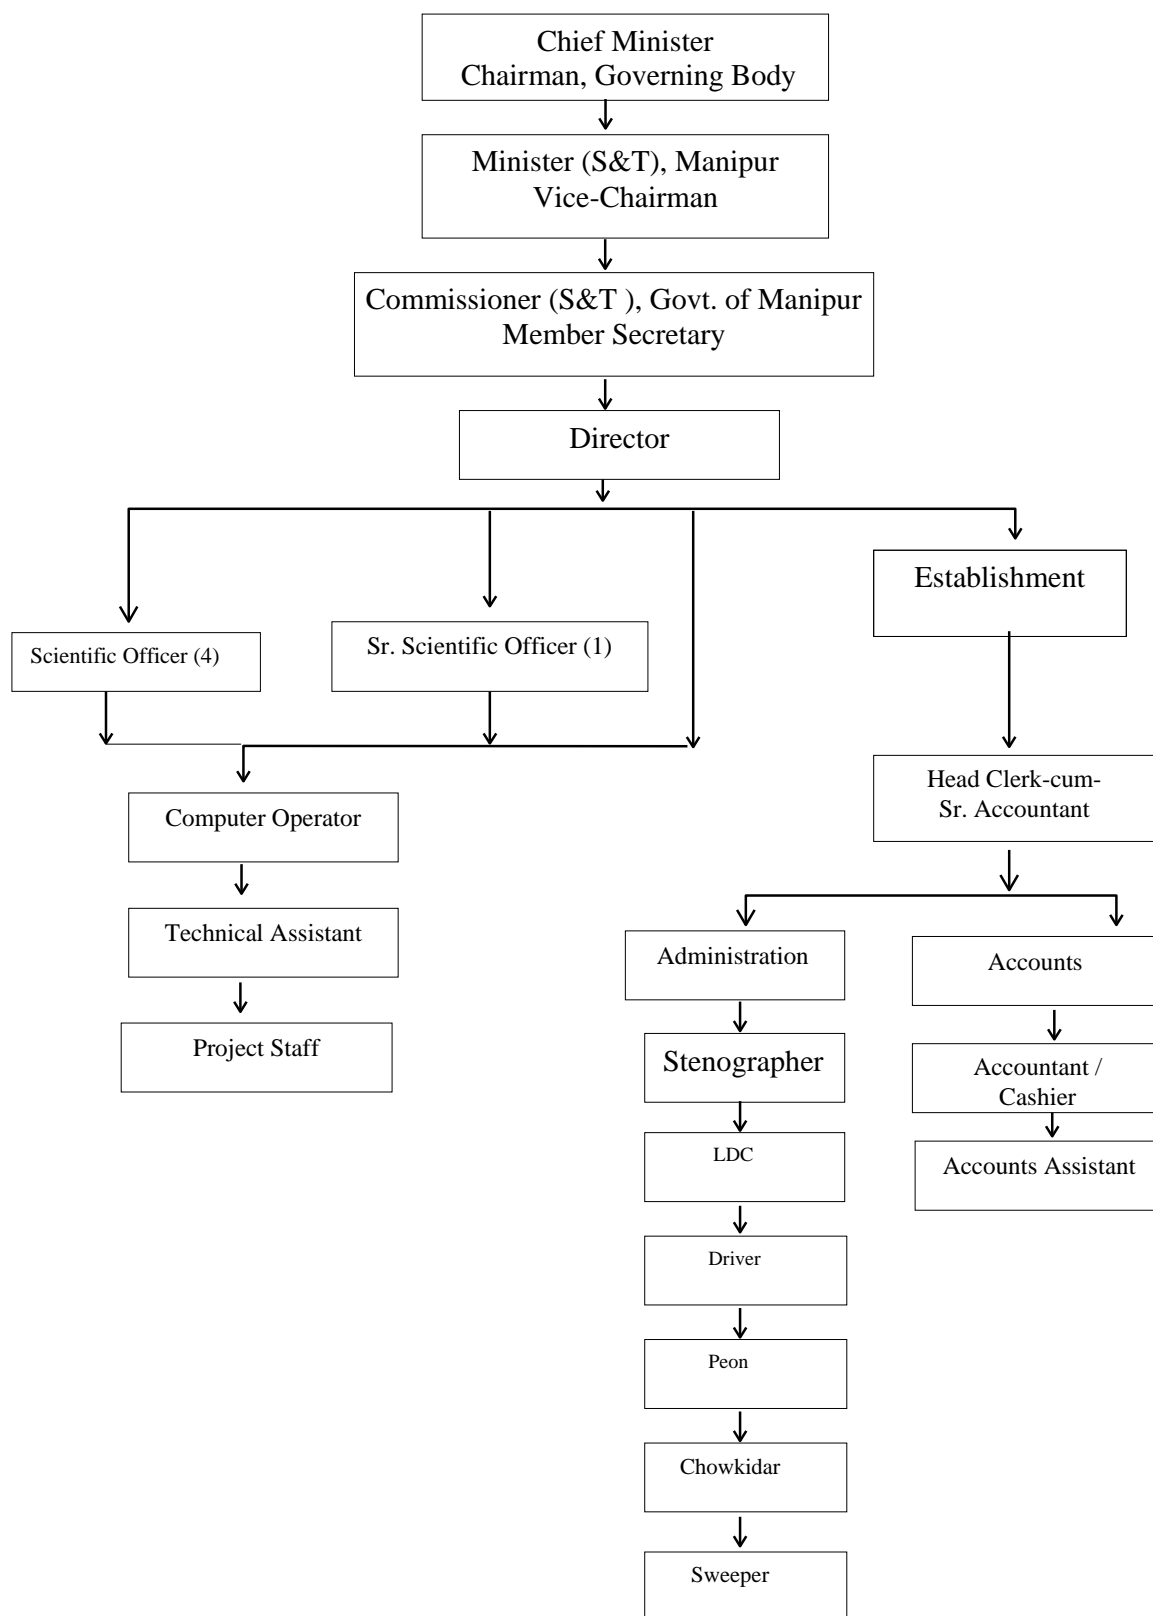 Chief Minister
Chairman, Governing Body
Minister (S&T), Manipur
Vice-Chairman
Commissioner (S&T ), Govt. of Manipur
Member Secretary
Director
Establishment
Scientific Officer (4)
Sr. Scientific Officer (1)
Head Clerk-cum-
Sr. Accountant
Computer Operator
Technical Assistant
Project Staff
Administration
Accounts
Stenographer
Accountant /
Cashier
LDC
Accounts Assistant
Driver
Peon
Chowkidar
Sweeper